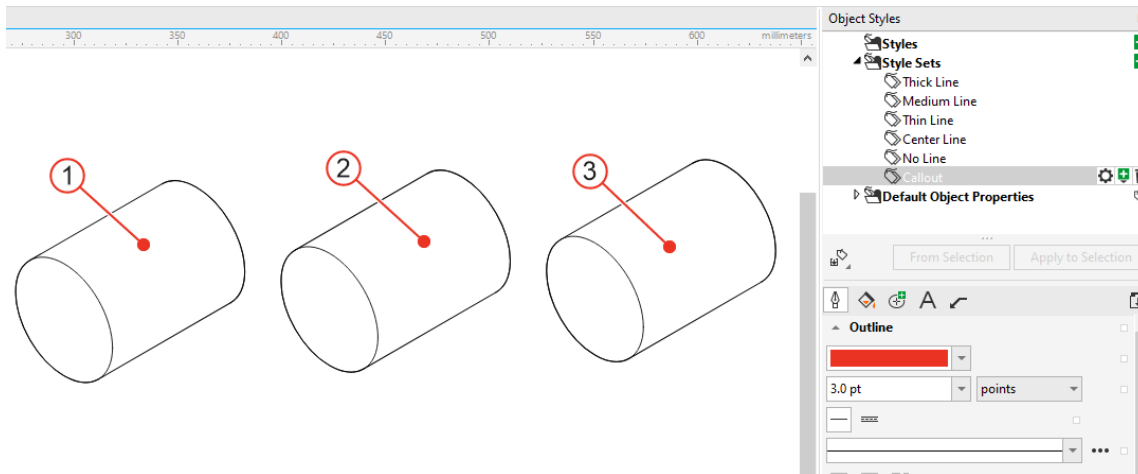 Object Styles
300 350 400 450 500 550 600 millimeters
Styles
Style Sets
Thick Line
Medium Line
Thin Line
Center Line
No Line
Callout
Default Object Properties
1 2 3
From Selection Apply to Selection
A
Outline
3.0 pt points